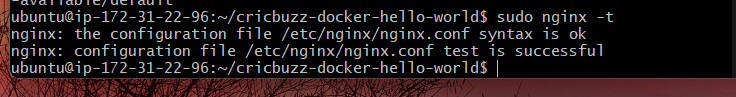 -available/default
ubuntu@ip-172-31-22-96:~/cricbuzz-docker-hello-world$ sudo nginx -t
nginx: the configuration file /etc/nginx/nginx.conf syntax is ok
nginx: configuration file /etc/nginx/nginx.conf test is successful
ubuntu@ip-172-31-22-96:~/cricbuzz-docker-hello-world$